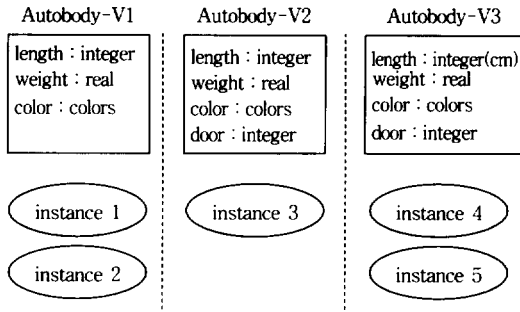 Autobody-V1
length : integer
weight : real
color : colors
instance 1
instance 2
Autobody-V2
length : integer
weight : real
color : colors
door : integer
instance 3
Autobody-V3
length : integer(cm)
weight : real
color : colors
door : integer
instance 4
instance 5